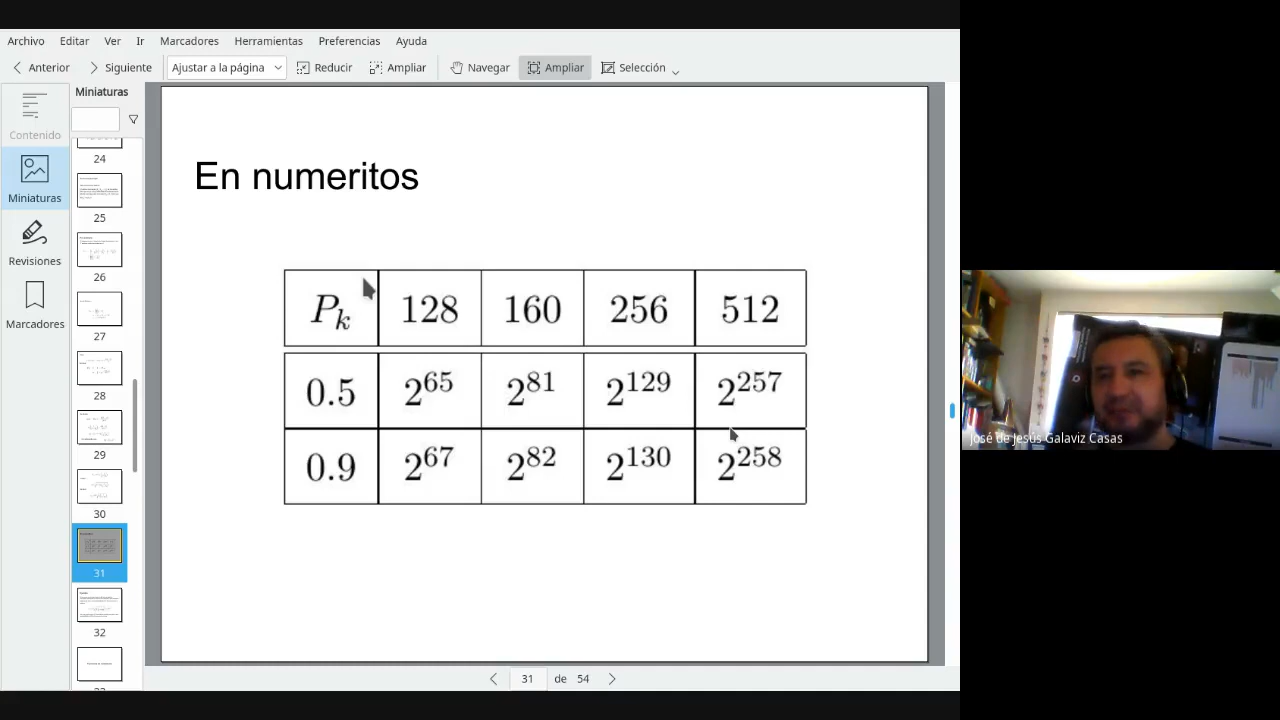 Archivo Editar Ver Ir Marcadores Herramientas Preferencias Ayuda
Anterior Siguiente Ajustar a la página Reducir Ampliar Navegar Ampliar Selección
Contenido
Miniaturas
Revisiones
Marcadores
Miniaturas
24
25
26
27
28
29
30
31
32
En numeritos
P_k 128 160 256 512
0.5 2^65 2^81 2^129 2^257
0.9 2^67 2^82 2^130 2^258
31 de 54
José de Jesús Galaviz Casas